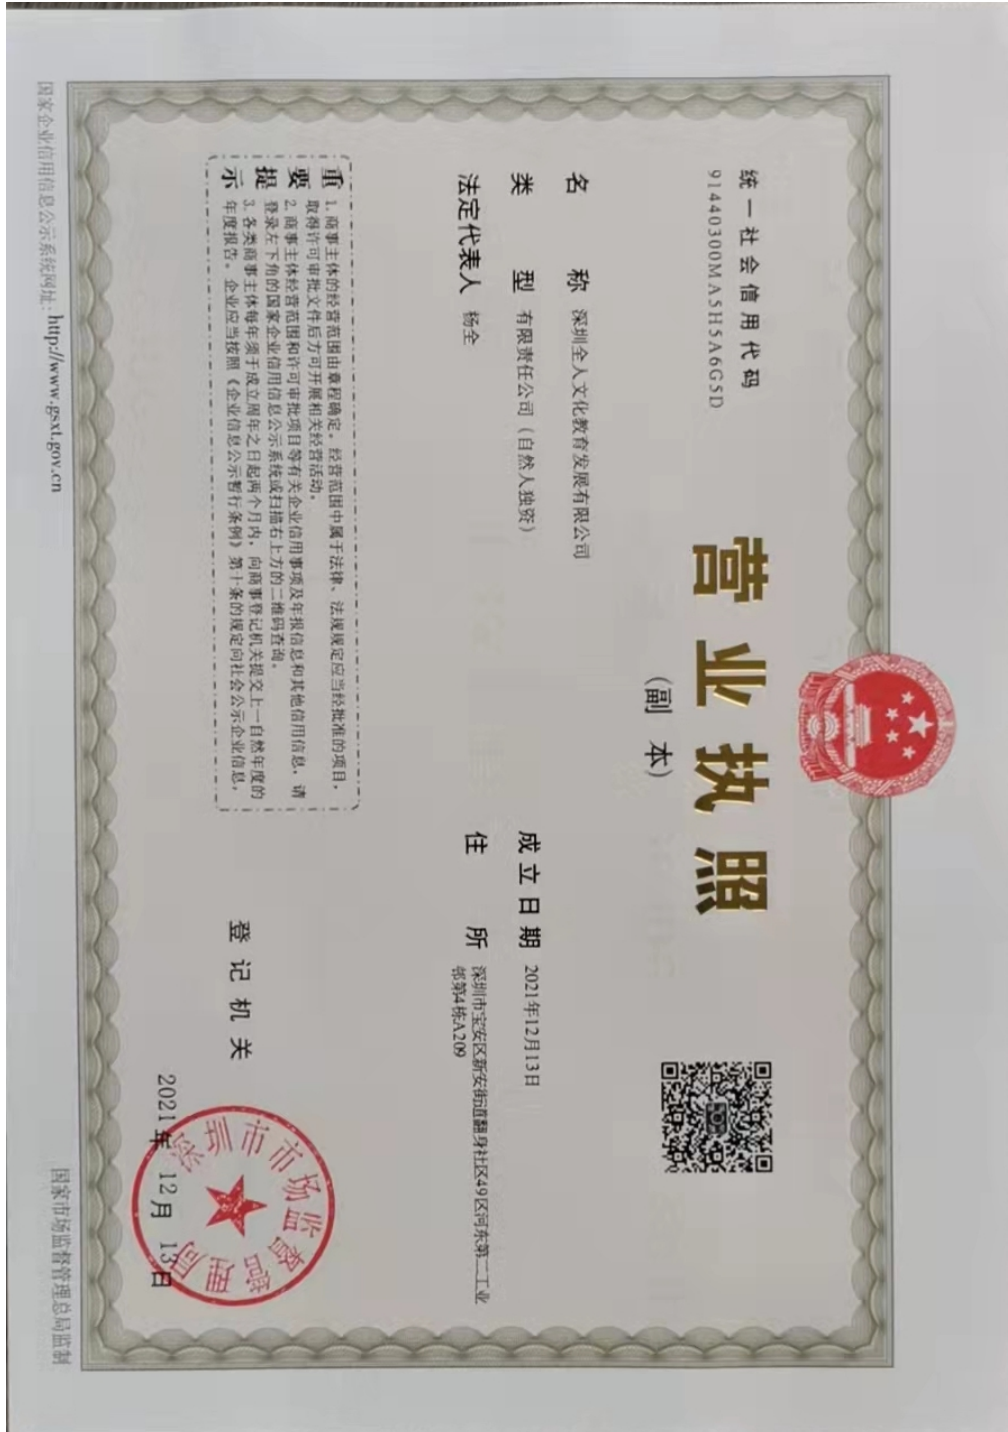 统一社会信用代码
91440300MA5H5A6G5D
营业执照
(副 本)
名 称 深圳全人文化教育发展有限公司
类 型 有限责任公司(自然人独资)
法定代表人 杨全
成立日期 2021年12月13日
住 所 深圳市宝安区新安街道翻身社区49区河东第二工业
邨第4栋A209
重要提示
1. 商事主体的经营范围由章程确定。经营范围中属于法律、法规规定应当经批准的项目,
取得许可审批文件后方可开展相关经营活动。
2. 商事主体经营范围和许可审批项目等有关企业信用事项及年报信息和其他信用信息,请
登录左下角的国家企业信用信息公示系统或扫描右上方的二维码查询。
3. 各类商事主体每年须于成立周年之日起两个月内,向商事登记机关提交上一自然年度的
年度报告。企业应当按照《企业信息公示暂行条例》第十条的规定向社会公示企业信息。
登记机关
深圳市市场监督管理局
2021年 12月 13日
国家企业信用信息公示系统网址:http://www.gsxt.gov.cn
国家市场监督管理总局监制